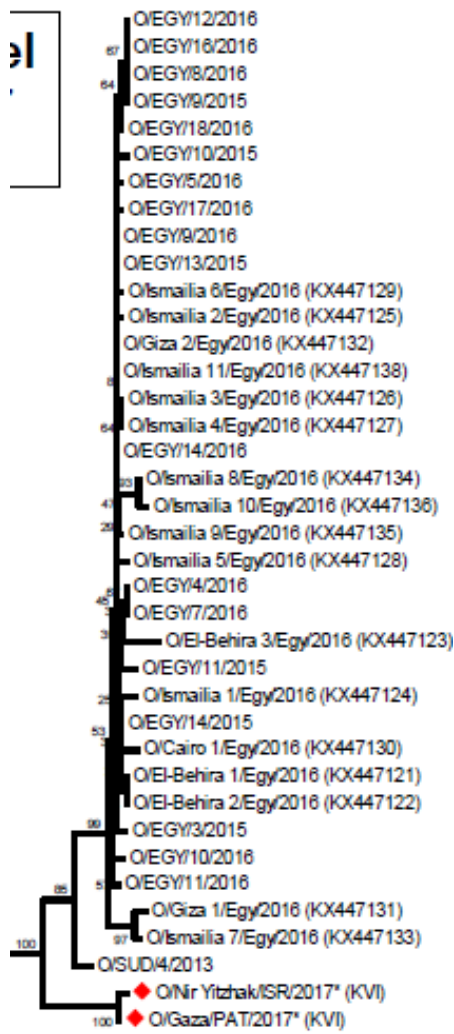 el
O/EGY/12/2016
67
O/EGY/16/2016
O/EGY/8/2016
64
O/EGY/9/2015
O/EGY/18/2016
O/EGY/10/2015
O/EGY/5/2016
O/EGY/17/2016
O/EGY/9/2016
O/EGY/13/2015
O/Ismailia 6/Egy/2016 (KX447129)
O/Ismailia 2/Egy/2016 (KX447125)
O/Giza 2/Egy/2016 (KX447132)
O/Ismailia 11/Egy/2016 (KX447138)
O/Ismailia 3/Egy/2016 (KX447126)
O/Ismailia 4/Egy/2016 (KX447127)
64
O/EGY/14/2016
93
O/Ismailia 8/Egy/2016 (KX447134)
O/Ismailia 10/Egy/2016 (KX447136)
O/Ismailia 9/Egy/2016 (KX447135)
O/Ismailia 5/Egy/2016 (KX447128)
O/EGY/4/2016
O/EGY/7/2016
O/El-Behira 3/Egy/2016 (KX447123)
O/EGY/11/2015
O/Ismailia 1/Egy/2016 (KX447124)
O/EGY/14/2015
53
O/Cairo 1/Egy/2016 (KX447130)
O/El-Behira 1/Egy/2016 (KX447121)
O/El-Behira 2/Egy/2016 (KX447122)
99
O/EGY/3/2015
O/EGY/10/2016
O/EGY/11/2016
85
O/Giza 1/Egy/2016 (KX447131)
97
O/Ismailia 7/Egy/2016 (KX447133)
100
O/SUD/4/2013
O/Nir Yitzhak/ISR/2017* (KVI)
100
O/Gaza/PAT/2017* (KVI)